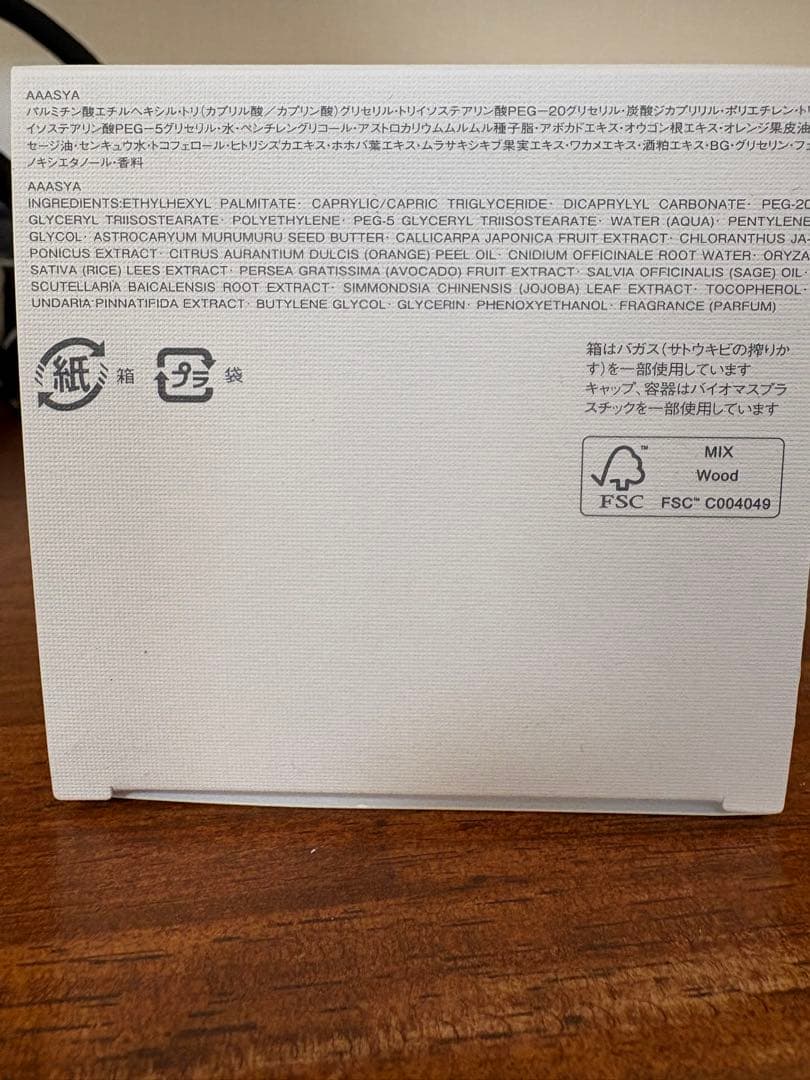 AAASYA
パルミチン酸エチルヘキシル・トリ(カプリル酸/カプリン酸)グリセリル・トリイソステアリン酸PEG-20グリセリル・炭酸ジカプリリル・ポリエチレン・トリ
イソステアリン酸PEG-5グリセリル・水・ペンチレングリコール・アストロカリウムムルムル種子脂・アボカドエキス・オウゴン根エキス・オレンジ果皮油
セージ油・センキュウ水・トコフェロール・ヒトリシズカエキス・ホホバ葉エキス・ムラサキシキブ果実エキス・ワカメエキス・酒粕エキス・BG・グリセリン・フェ
ノキシエタノール・香料
AAASYA
INGREDIENTS:ETHYLHEXYL PALMITATE· CAPRYLIC/CAPRIC TRIGLYCERIDE· DICAPRYLYL CARBONATE· PEG-20
GLYCERYL TRIISOSTEARATE· POLYETHYLENE· PEG-5 GLYCERYL TRIISOSTEARATE· WATER (AQUA)· PENTYLENE
GLYCOL· ASTROCARYUM MURUMURU SEED BUTTER· CALLICARPA JAPONICA FRUIT EXTRACT· CHLORANTHUS JA-
PONICUS EXTRACT· CITRUS AURANTIUM DULCIS (ORANGE) PEEL OIL· CNIDIUM OFFICINALE ROOT WATER· ORYZA
SATIVA (RICE) LEES EXTRACT· PERSEA GRATISSIMA (AVOCADO) FRUIT EXTRACT· SALVIA OFFICINALIS (SAGE) OIL·
SCUTELLARIA BAICALENSIS ROOT EXTRACT· SIMMONDSIA CHINENSIS (JOJOBA) LEAF EXTRACT· TOCOPHEROL·
UNDARIA PINNATIFIDA EXTRACT· BUTYLENE GLYCOL· GLYCERIN· PHENOXYETHANOL· FRAGRANCE (PARFUM)
紙 箱 プラ 袋
箱はバガス(サトウキビの搾りか
す)を一部使用しています
キャップ、容器はバイオマスプラ
スチックを一部使用しています
FSC
MIX
Wood
FSC™ C004049